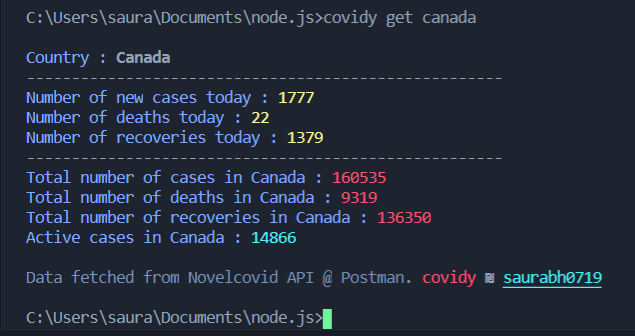 C:\Users\saura\Documents\node.js>covidy get canada
Country : Canada
--------------------------------------------------
Number of new cases today : 1777
Number of deaths today : 22
Number of recoveries today : 1379
--------------------------------------------------
Total number of cases in Canada : 160535
Total number of deaths in Canada : 9319
Total number of recoveries in Canada : 136350
Active cases in Canada : 14866
Data fetched from Novelcovid API @ Postman. covidy ₪ saurabh0719
C:\Users\saura\Documents\node.js>